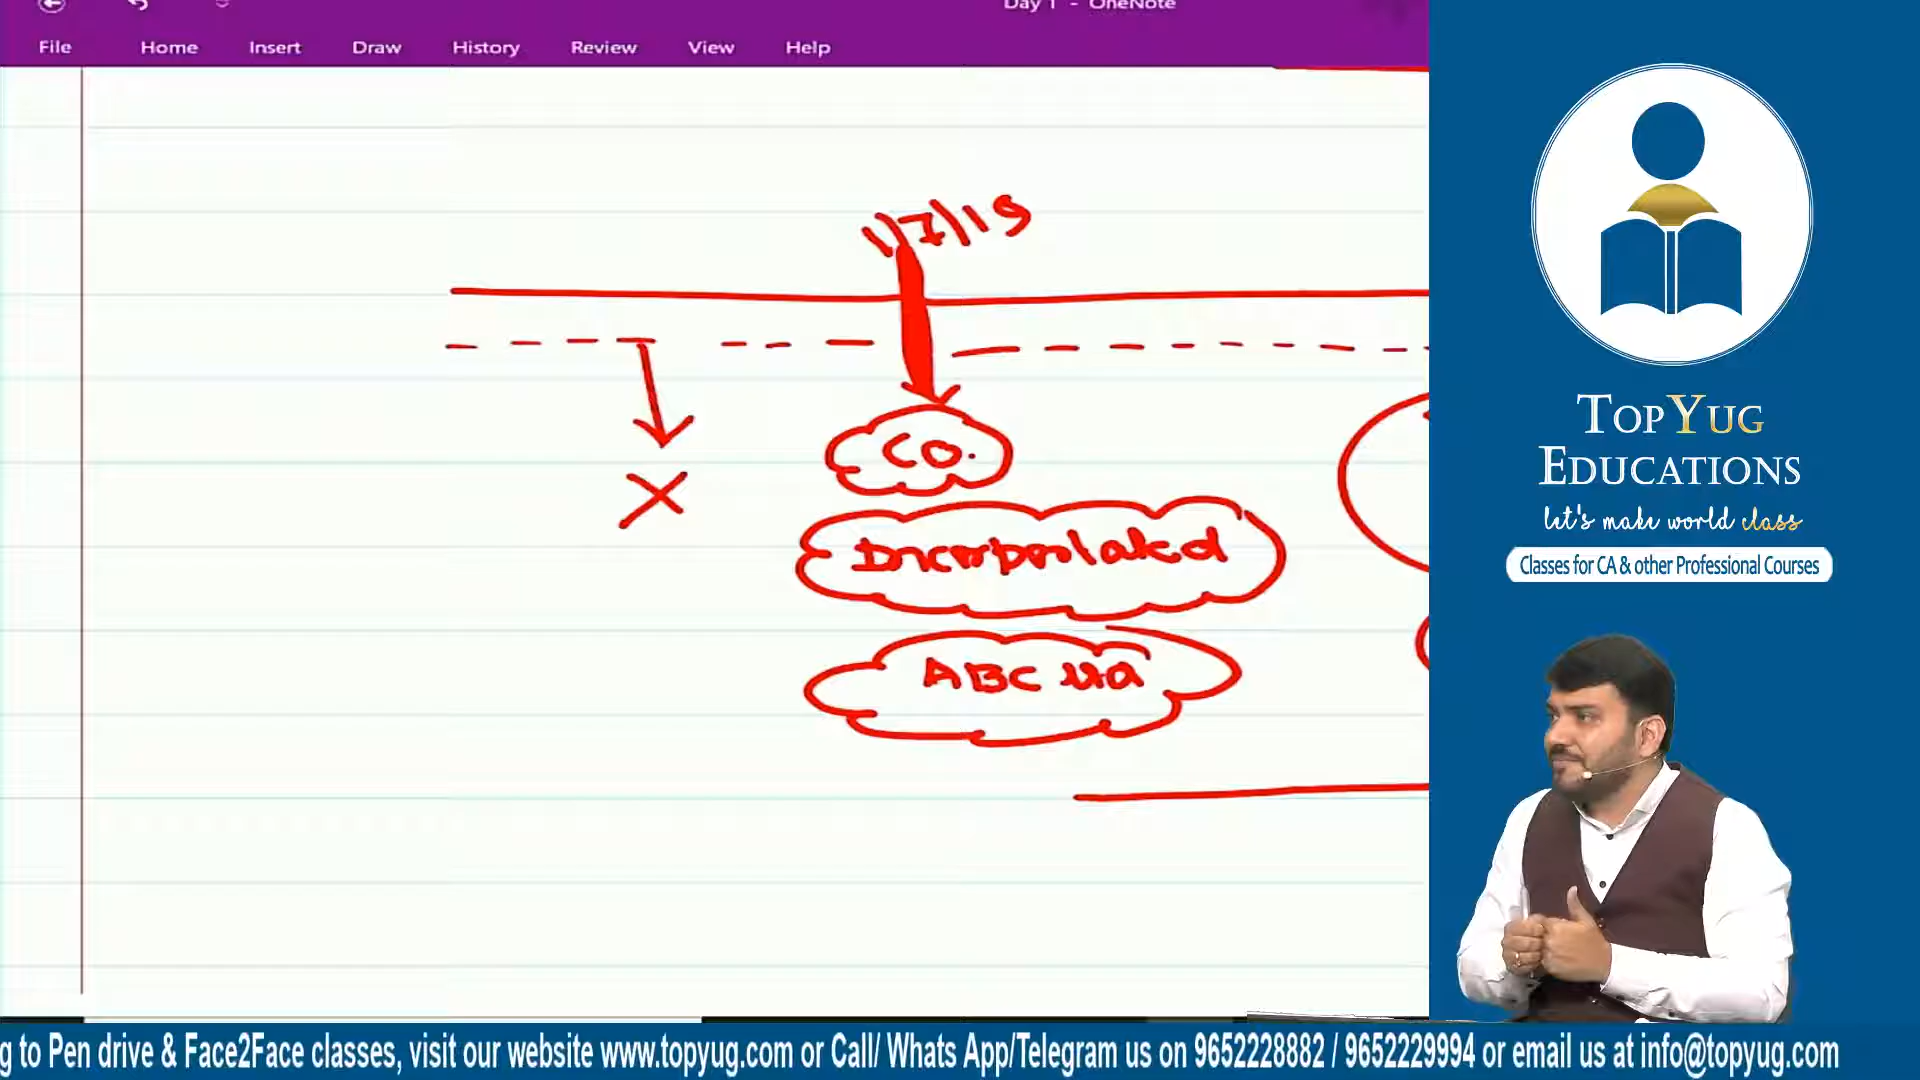 Day 1 - OneNote
File Home Insert Draw History Review View Help
1/7/19
CO.
Incorporated
ABC Ltd
TOPYUG
EDUCATIONS
let's make world class
Classes for CA & other Professional Courses
g to Pen drive & Face2Face classes, visit our website www.topyug.com or Call/ Whats App/Telegram us on 9652228882 / 9652229994 or email us at info@topyug.com